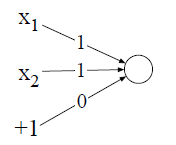 x₁ 1
x₂ 1
+1 0